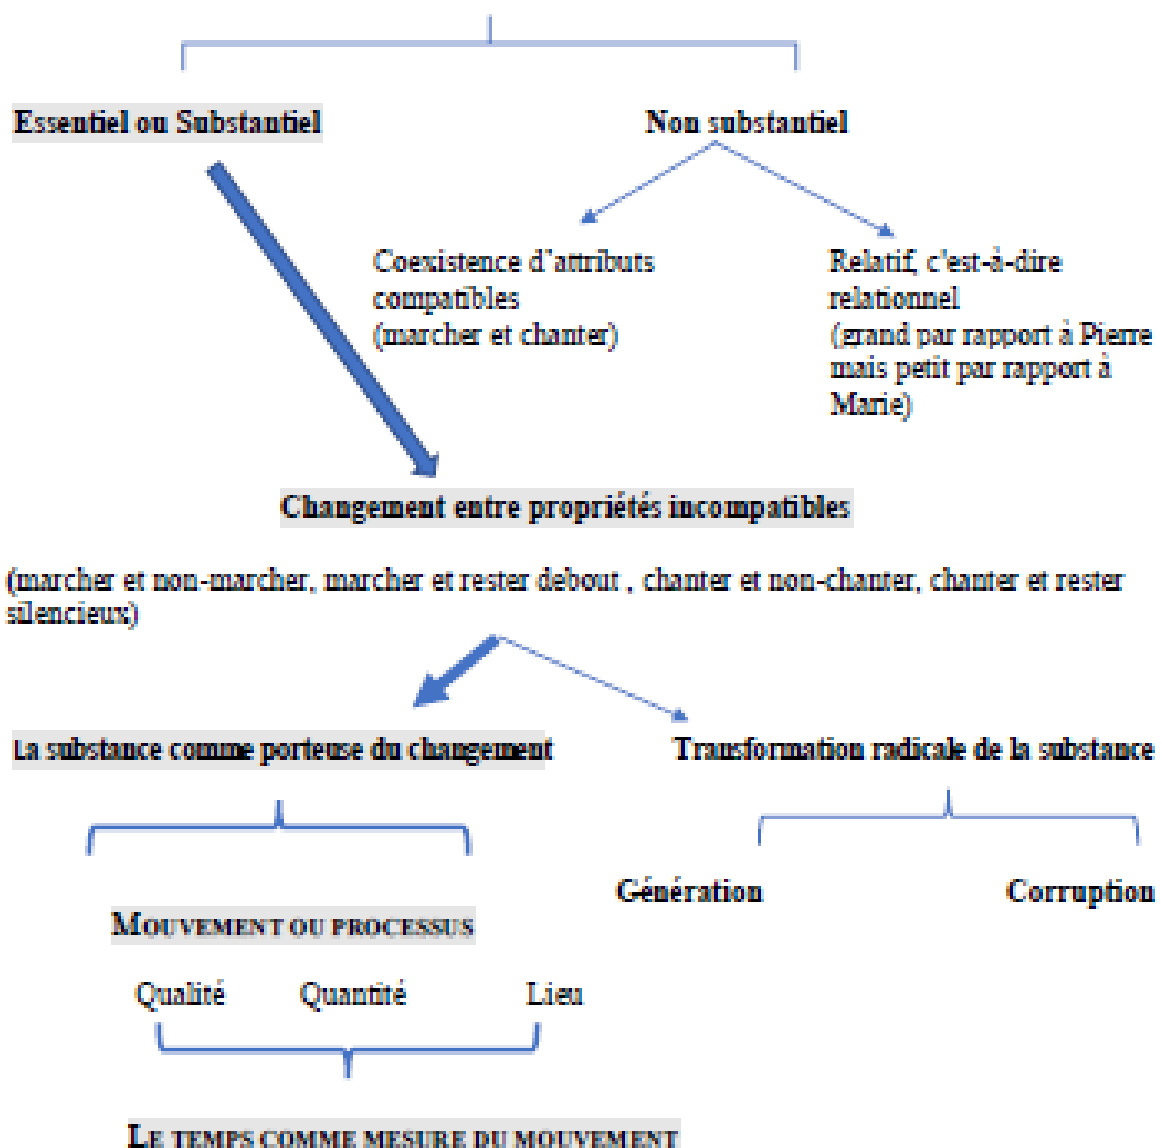 Essentiel ou Substantiel
Non substantiel
Coexistence d'attributs
compatibles
(marcher et chanter)
Relatif, c'est-à-dire
relationnel
(grand par rapport à Pierre
mais petit par rapport à
Marie)
Changement entre propriétés incompatibles
(marcher et non-marcher, marcher et rester debout , chanter et non-chanter, chanter et rester
silencieux)
La substance comme porteuse du changement
Transformation radicale de la substance
Génération
Corruption
MOUVEMENT OU PROCESSUS
Qualité
Quantité
Lieu
LE TEMPS COMME MESURE DU MOUVEMENT